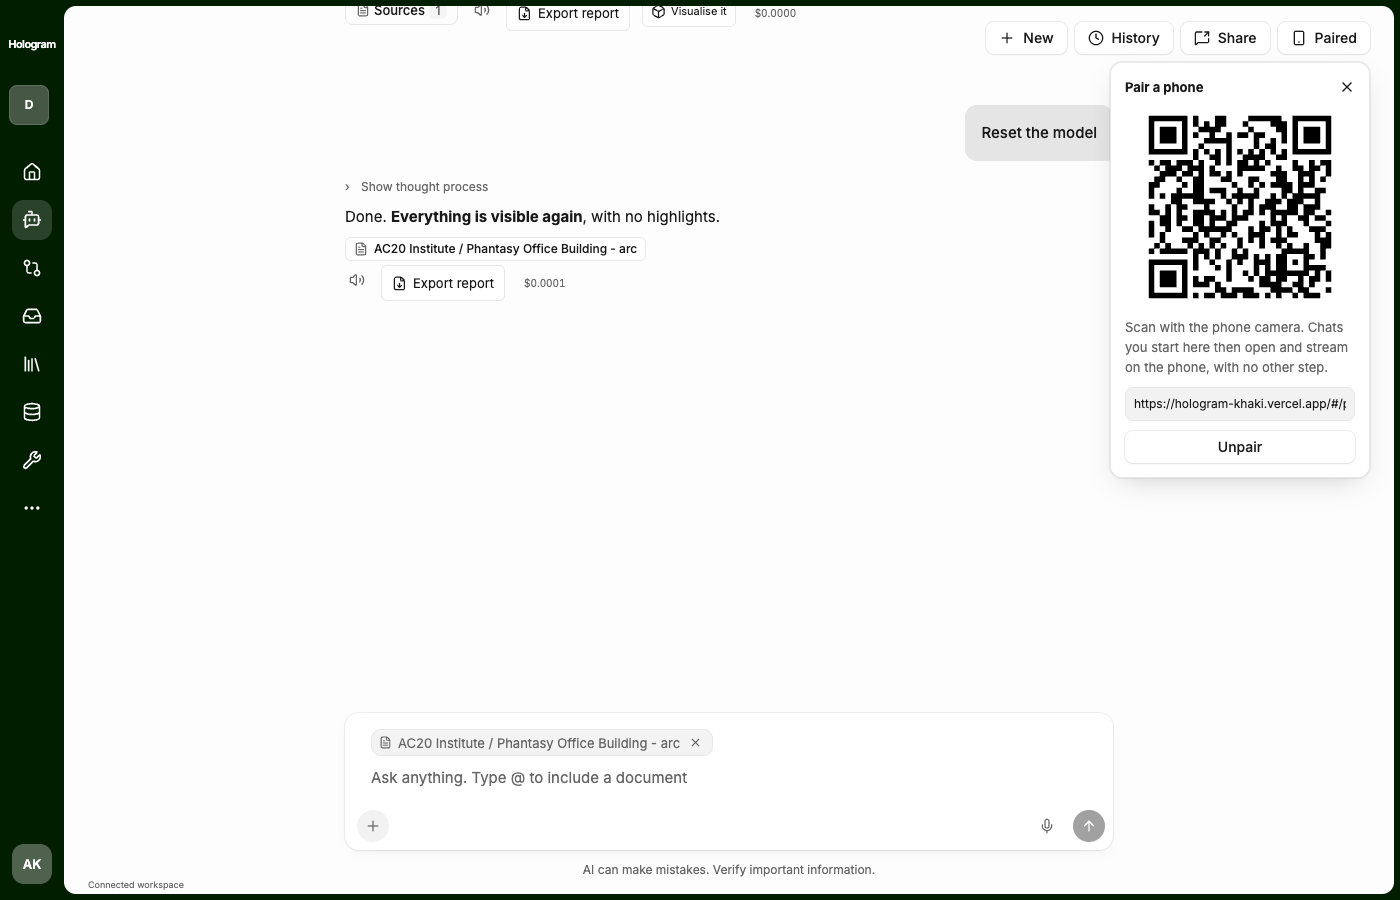 Sources 1
Export report
Visualise it
$0.0000
New
History
Share
Paired
Hologram
D
Pair a phone
Reset the model
Show thought process
Done. Everything is visible again, with no highlights.
AC20 Institute / Phantasy Office Building - arc
Export report
$0.0001
Scan with the phone camera. Chats
you start here then open and stream
on the phone, with no other step.
https://hologram-khaki.vercel.app/#/
Unpair
AC20 Institute / Phantasy Office Building - arc
Ask anything. Type @ to include a document
AI can make mistakes. Verify important information.
AK
Connected workspace